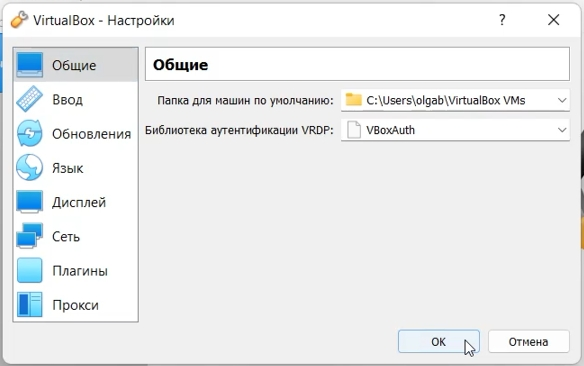 VirtualBox - Настройки
?
Общие
Ввод
Обновления
Язык
Дисплей
Сеть
Плагины
Прокси
Общие
Папка для машин по умолчанию: C:\Users\olgab\VirtualBox VMs
Библиотека аутентификации VRDP: VBoxAuth
OK Отмена